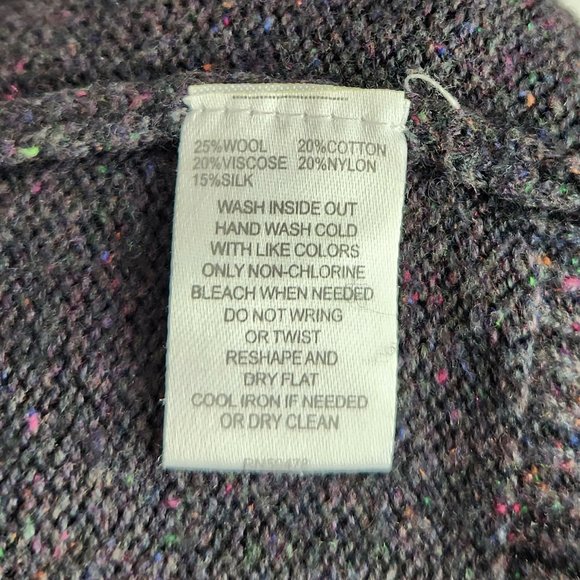 25%WOOL 20%COTTON
20%VISCOSE 20%NYLON
15%SILK
WASH INSIDE OUT
HAND WASH COLD
WITH LIKE COLORS
ONLY NON-CHLORINE
BLEACH WHEN NEEDED
DO NOT WRING
OR TWIST
RESHAPE AND
DRY FLAT
COOL IRON IF NEEDED
OR DRY CLEAN